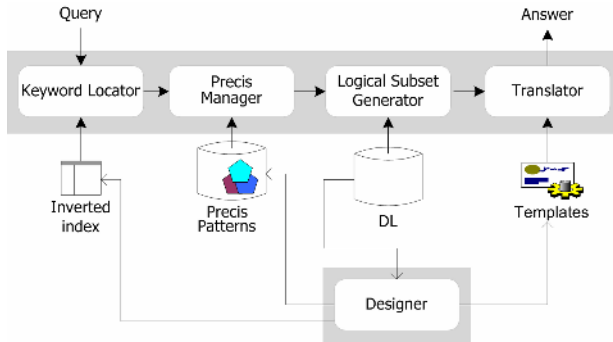 Query
Answer
Keyword Locator
Precis
Manager
Logical Subset
Generator
Translator
Inverted
index
Precis
Patterns
DL
Templates
Designer